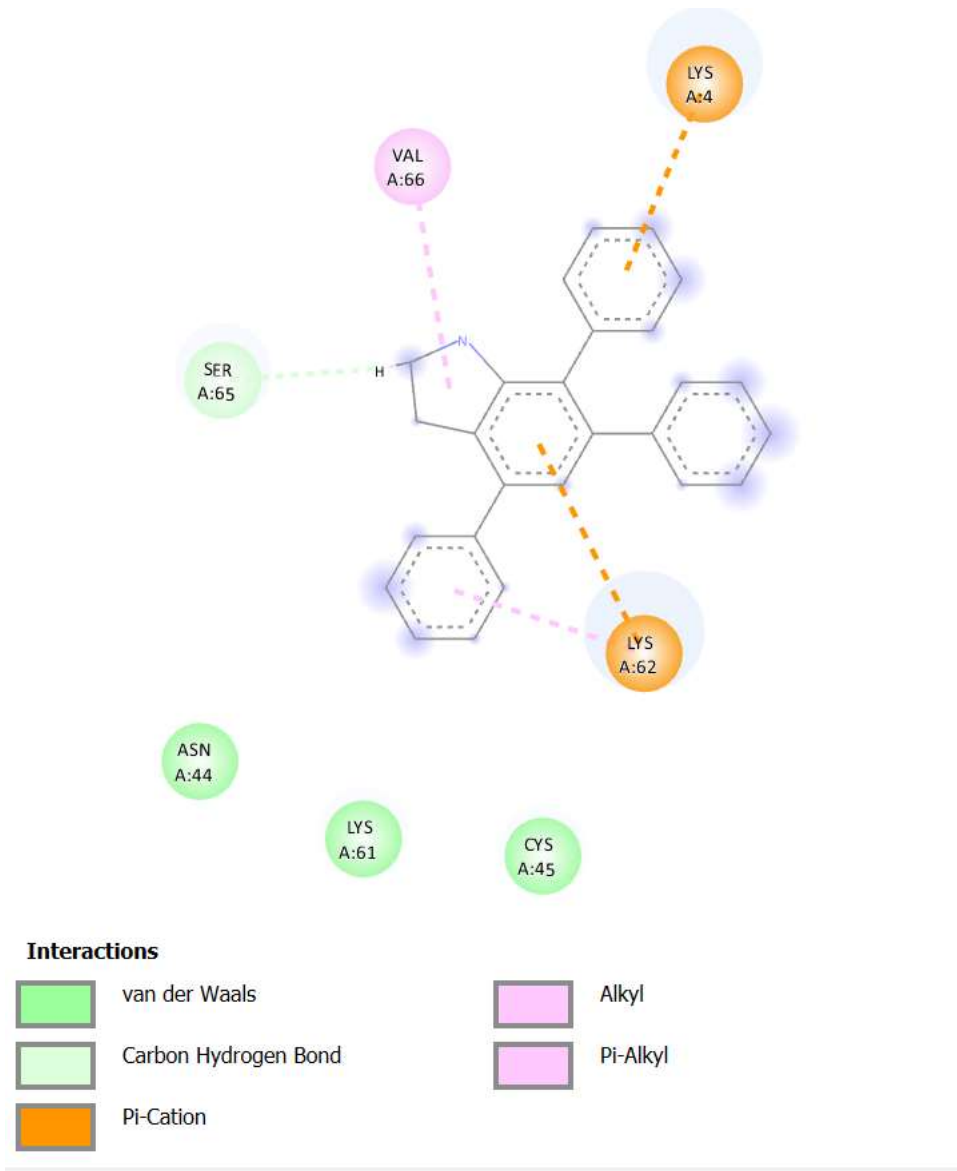 LYS
A:4
VAL
A:66
N
H
SER
A:65
LYS
A:62
ASN
A:44
LYS
A:61
CYS
A:45
Interactions
van der Waals
Alkyl
Carbon Hydrogen Bond
Pi-Alkyl
Pi-Cation